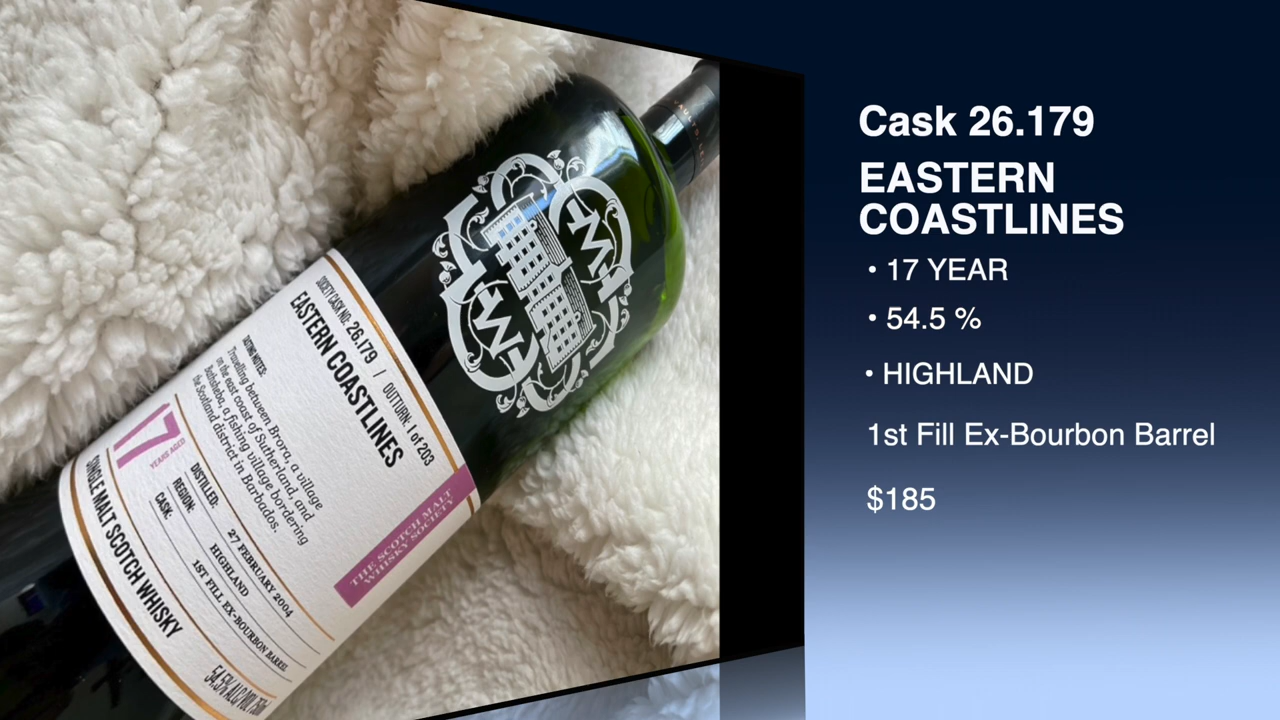 SOCIETY CASK NO: 26.179 / OUTTURN: 1 of 203
EASTERN COASTLINES
TASTING NOTES:
Travelling between Brora, a village
on the east coast of Sutherland, and
Bathsheba, a fishing village bordering
the Scotland district in Barbados.
17
YEARS AGED
DISTILLED: 27 FEBRUARY 2004
REGION: HIGHLAND
CASK: 1ST FILL EX-BOURBON BARREL
SINGLE MALT SCOTCH WHISKY
THE SCOTCH MALT
WHISKY SOCIETY
Cask 26.179
EASTERN
COASTLINES
• 17 YEAR
• 54.5 %
• HIGHLAND
1st Fill Ex-Bourbon Barrel
$185